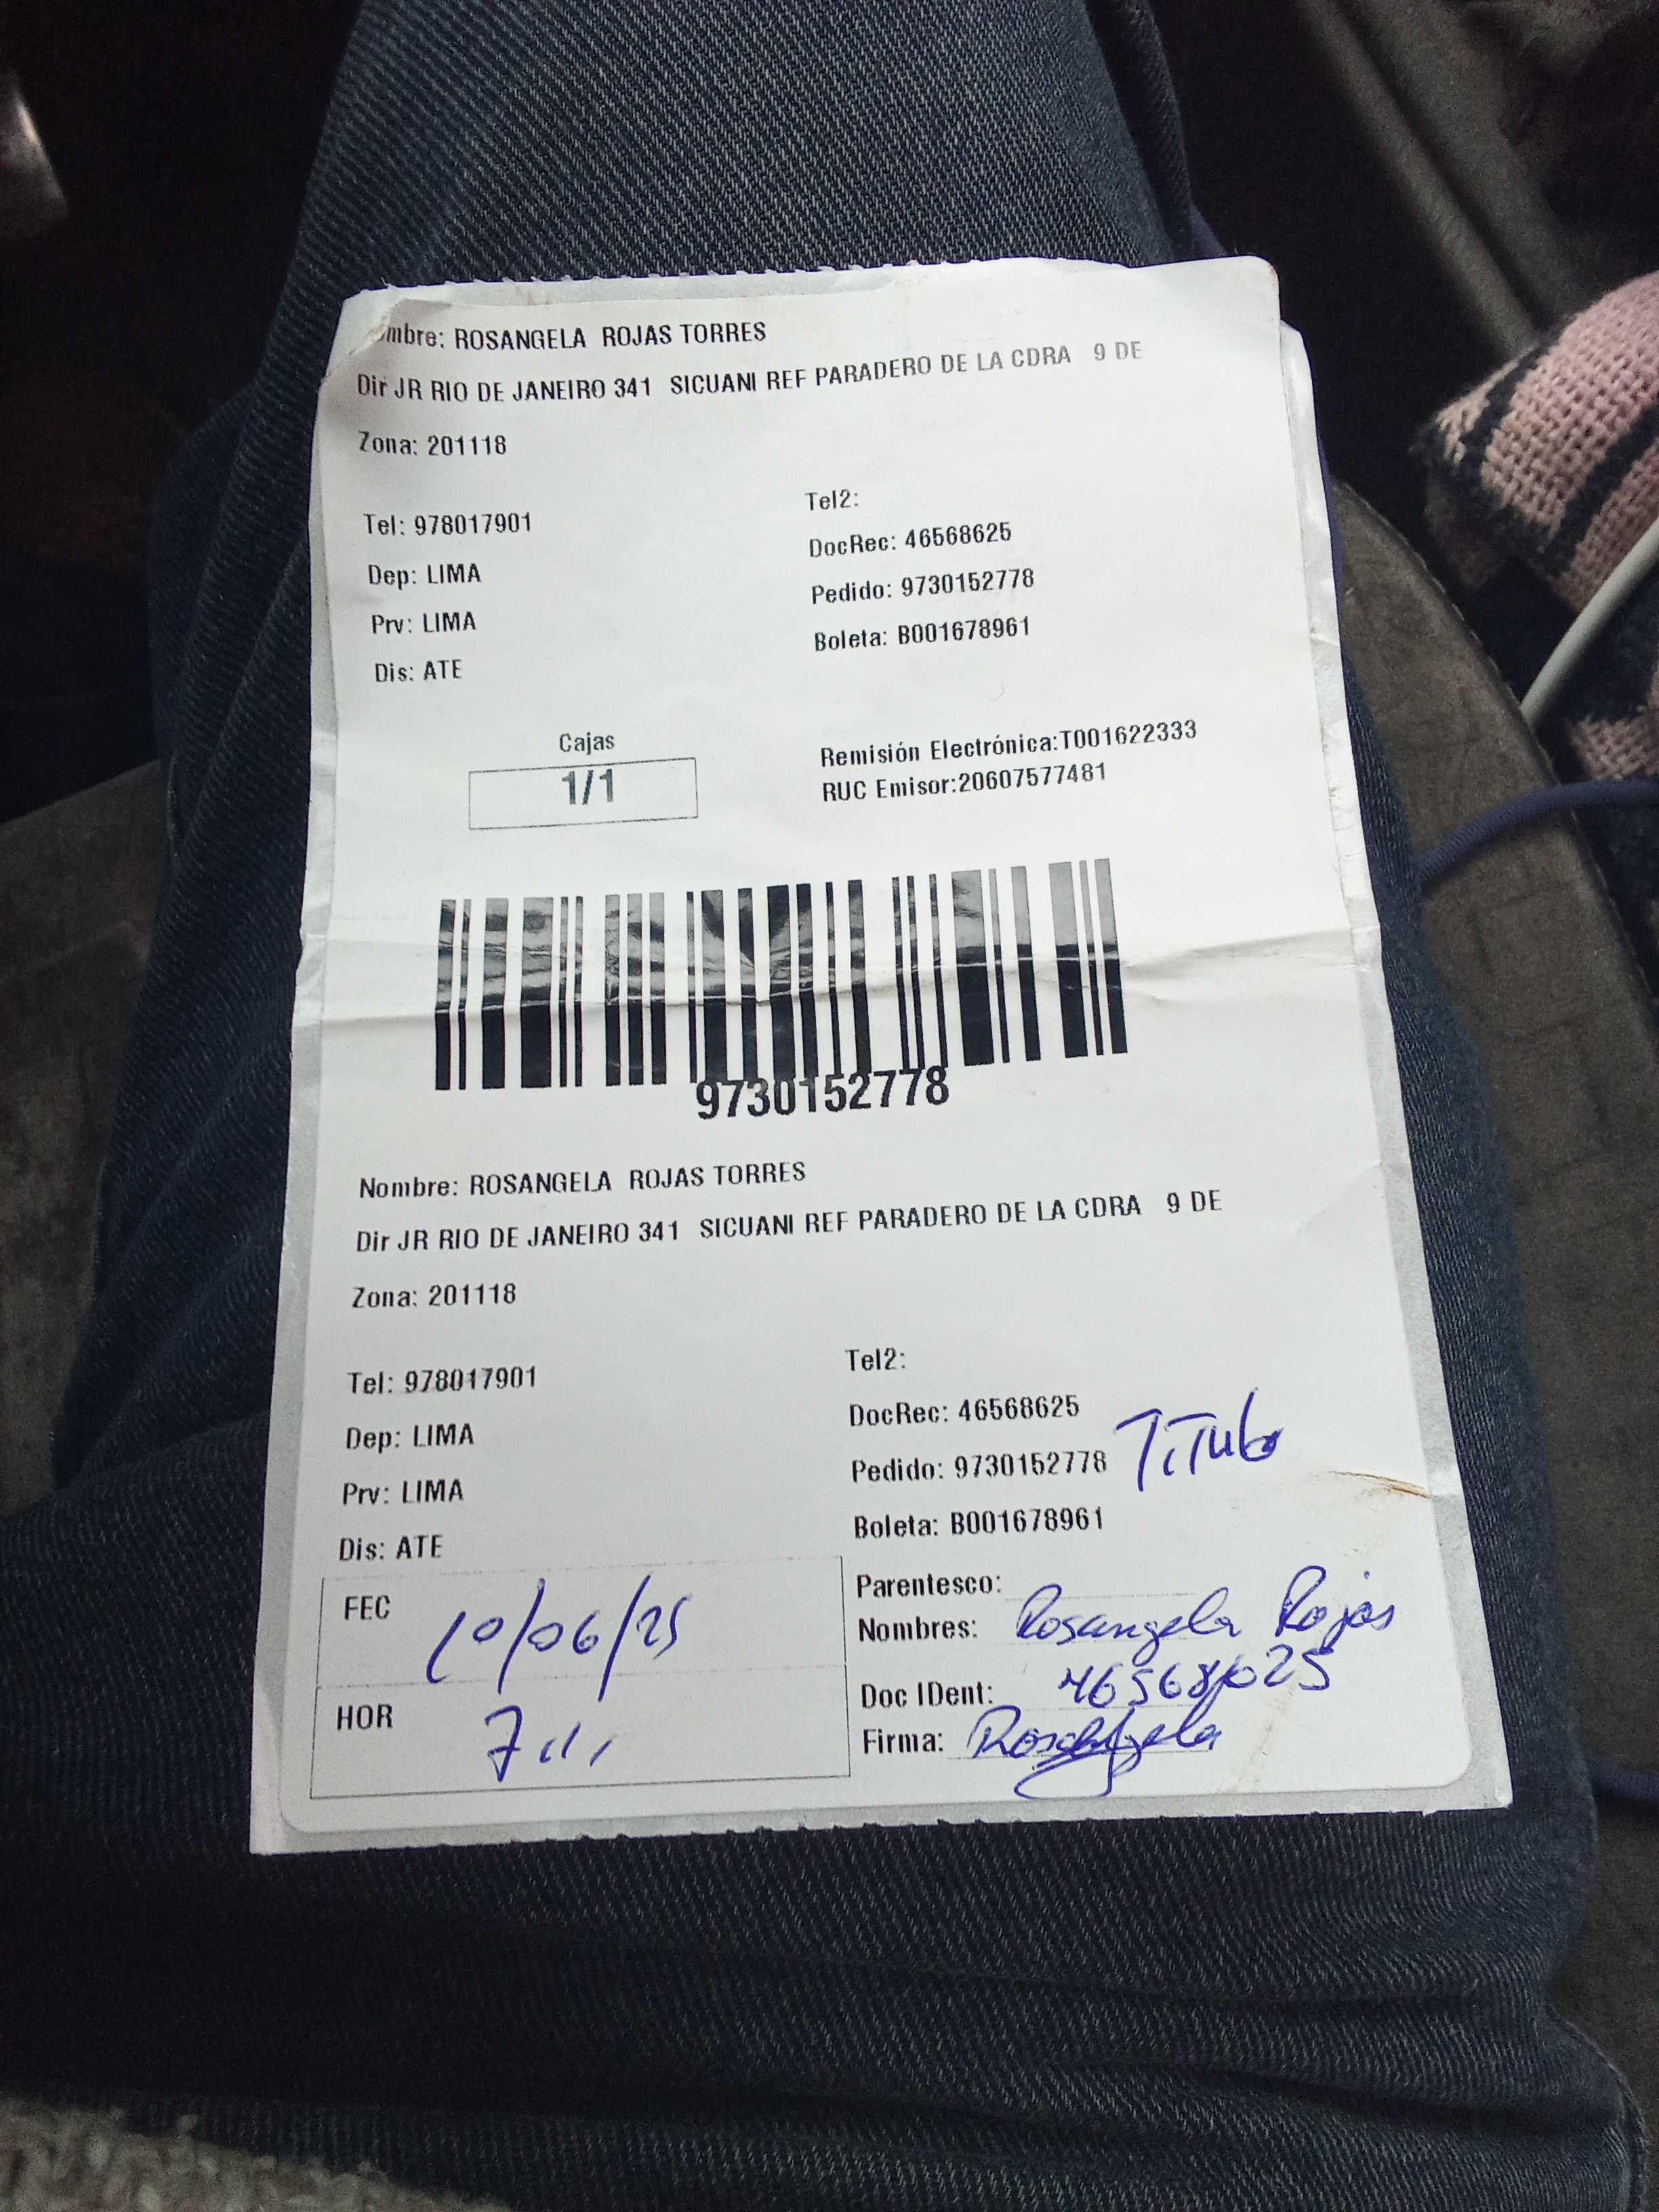 mbre: ROSANGELA ROJAS TORRES
Dir JR RIO DE JANEIRO 341 SICUANI REF PARADERO DE LA CDRA 9 DE
Zona: 201118
Tel: 978017901
Tel2:
Dep: LIMA
DocRec: 46568625
Prv: LIMA
Pedido: 9730152778
Dis: ATE
Boleta: B001678961
Cajas
1/1
Remisión Electrónica:T001622333
RUC Emisor:20607577481
9730152778
Nombre: ROSANGELA ROJAS TORRES
Dir JR RIO DE JANEIRO 341 SICUANI REF PARADERO DE LA CDRA 9 DE
Zona: 201118
Tel: 978017901
Tel2:
Dep: LIMA
DocRec: 46568625
Prv: LIMA
Pedido: 9730152778
Dis: ATE
Boleta: B001678961
FEC 10/06/25
HOR
Parentesco:
Nombres: Rosangela Rojas
Doc IDent: 46568625
Firma: Rosangela